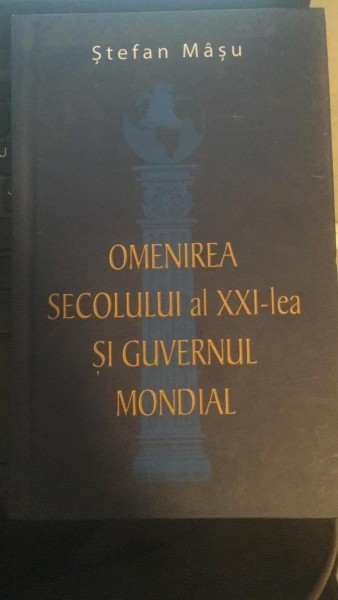 Ștefan Mâșu
OMENIREA
SECOLULUI al XXI-lea
ȘI GUVERNUL
MONDIAL